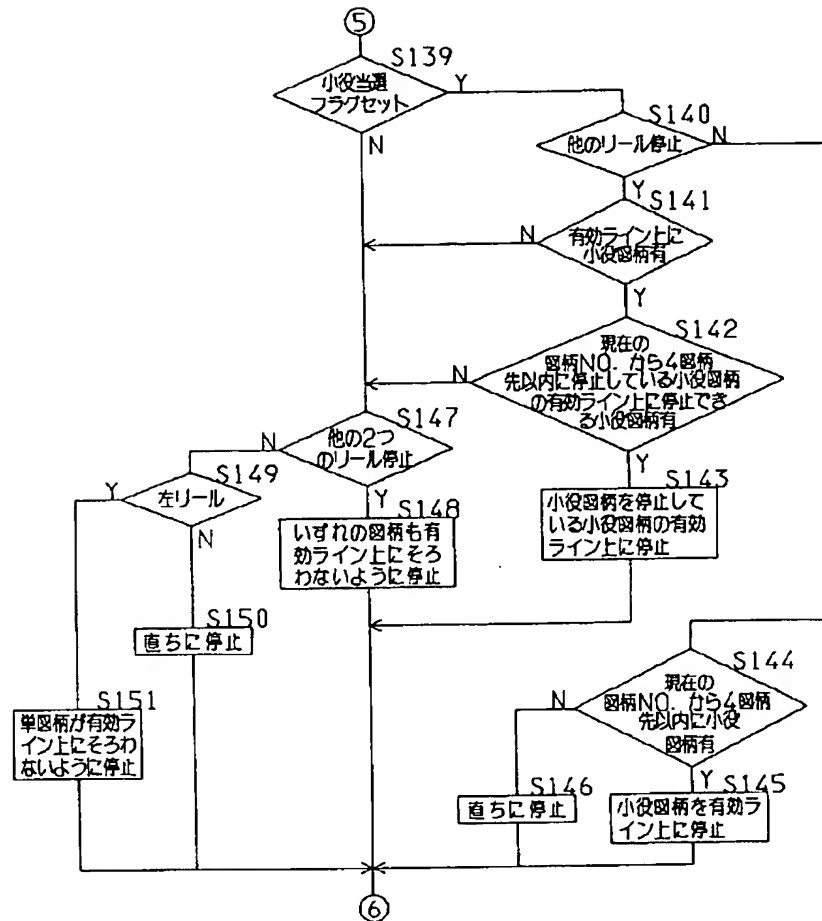 ⑤
S139
小役当選
フラグセット
Y
N
S140
他のリール停止
N
Y
S141
有効ライン上に
小役図柄有
N
Y
S142
現在の
図柄NO. から4図柄
先以内に停止している小役図柄
の有効ライン上に停止でき
る小役図柄有
N
Y
S147
他の2つ
のリール停止
N
Y
S149
左リール
Y
N
S148
いずれの図柄も有
効ライン上にそろ
わないように停止
S143
小役図柄を停止して
いる小役図柄の有効
ライン上に停止
S150
直ちに停止
S151
単図柄が有効ラ
イン上にそろわ
ないように停止
S144
現在の
図柄NO. から4図柄
先以内に小役
図柄有
N
Y
S146
直ちに停止
S145
小役図柄を有効ラ
イン上に停止
⑥